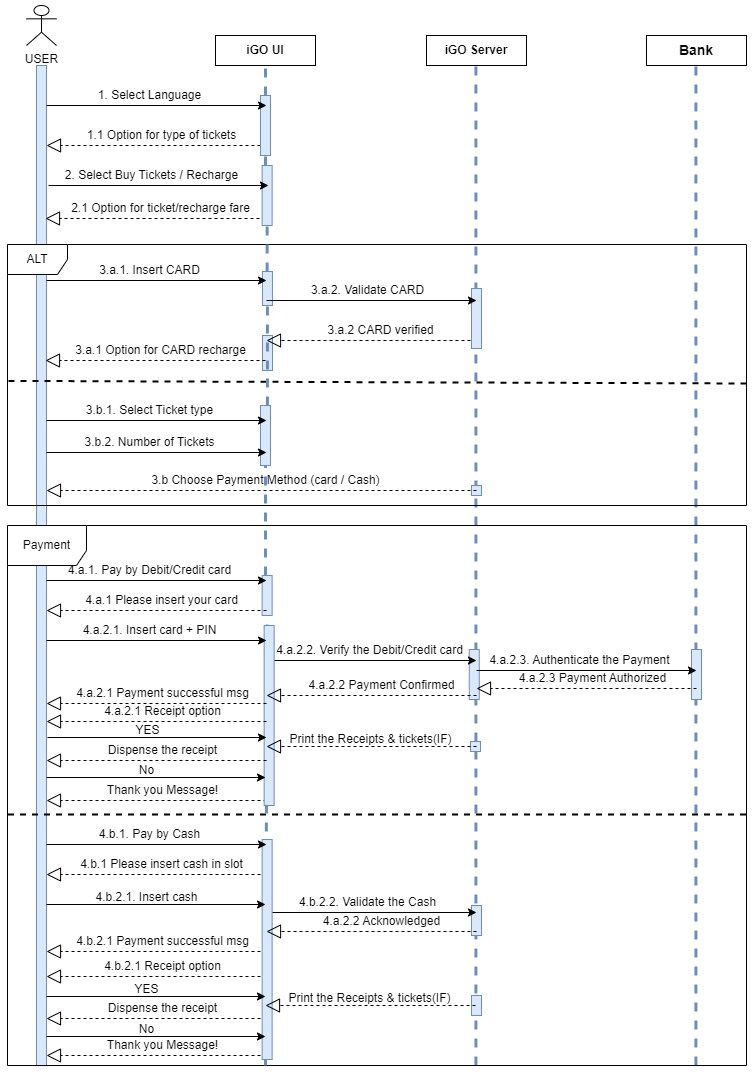 USER
iGO UI
iGO Server
Bank
1. Select Language
1.1 Option for type of tickets
2. Select Buy Tickets / Recharge
2.1 Option for ticket/recharge fare
ALT
3.a.1. Insert CARD
3.a.2. Validate CARD
3.a.2 CARD verified
3.a.1 Option for CARD recharge
3.b.1. Select Ticket type
3.b.2. Number of Tickets
3.b Choose Payment Method (card / Cash)
Payment
4.a.1. Pay by Debit/Credit card
4.a.1 Please insert your card
4.a.2.1. Insert card + PIN
4.a.2.2. Verify the Debit/Credit card
4.a.2.3. Authenticate the Payment
4.a.2.3 Payment Authorized
4.a.2.2 Payment Confirmed
4.a.2.1 Payment successful msg
4.a.2.1 Receipt option
YES
Print the Receipts & tickets(IF)
Dispense the receipt
No
Thank you Message!
4.b.1. Pay by Cash
4.b.1 Please insert cash in slot
4.b.2.1. Insert cash
4.b.2.2. Validate the Cash
4.a.2.2 Acknowledged
4.b.2.1 Payment successful msg
4.b.2.1 Receipt option
YES
Print the Receipts & tickets(IF)
Dispense the receipt
No
Thank you Message!